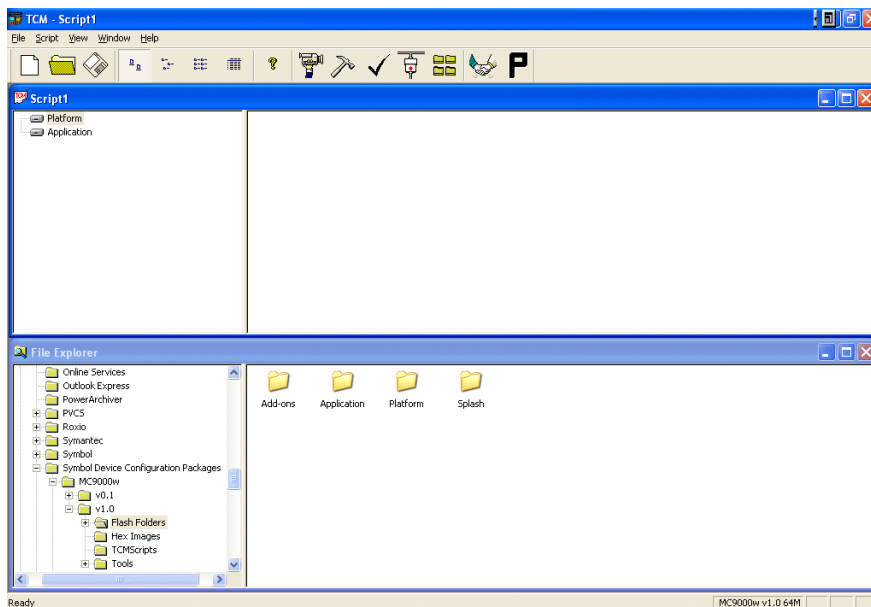 TCM - Script1
File Script View Window Help
Script1
Platform
Application
File Explorer
Online Services
Outlook Express
PowerArchiver
PVCS
Roxio
Symantec
Symbol
Symbol Device Configuration Packages
MC9000w
v0.1
v1.0
Flash Folders
Hex Images
TCMScripts
Tools
Add-ons Application Platform Splash
Ready MC9000w v1.0 64M